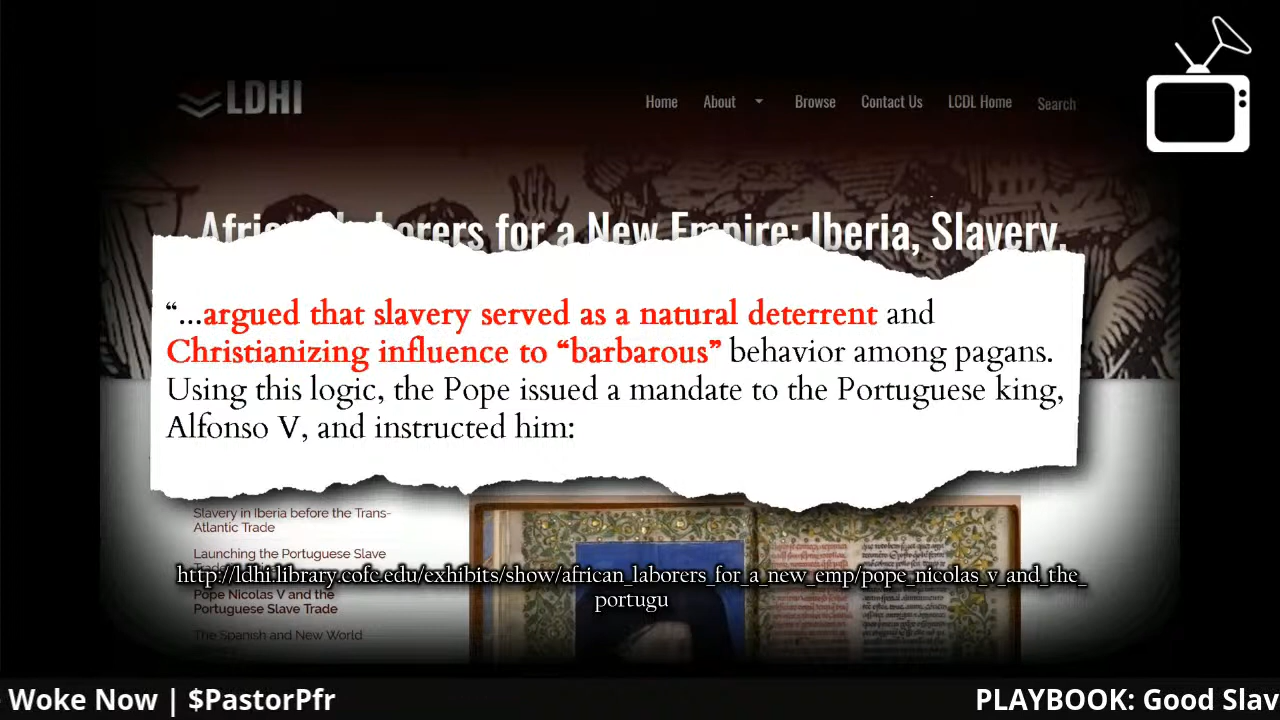 LDHI
Home About Browse Contact Us LCDL Home Search
for a New Empire: Iberia, Slavery,
“...argued that slavery served as a natural deterrent and
Christianizing influence to “barbarous” behavior among pagans.
Using this logic, the Pope issued a mandate to the Portuguese king,
Alfonso V, and instructed him:
Slavery in Iberia before the Trans-
Atlantic Trade
Launching the Portuguese Slave
http://ldhi.library.cofc.edu/exhibits/show/african_laborers_for_a_new_emp/pope_nicolas_v_and_the_
portugu
Pope Nicolas V and the
Portuguese Slave Trade
The Spanish and New World
Woke Now | $PastorPfr
PLAYBOOK: Good Slav